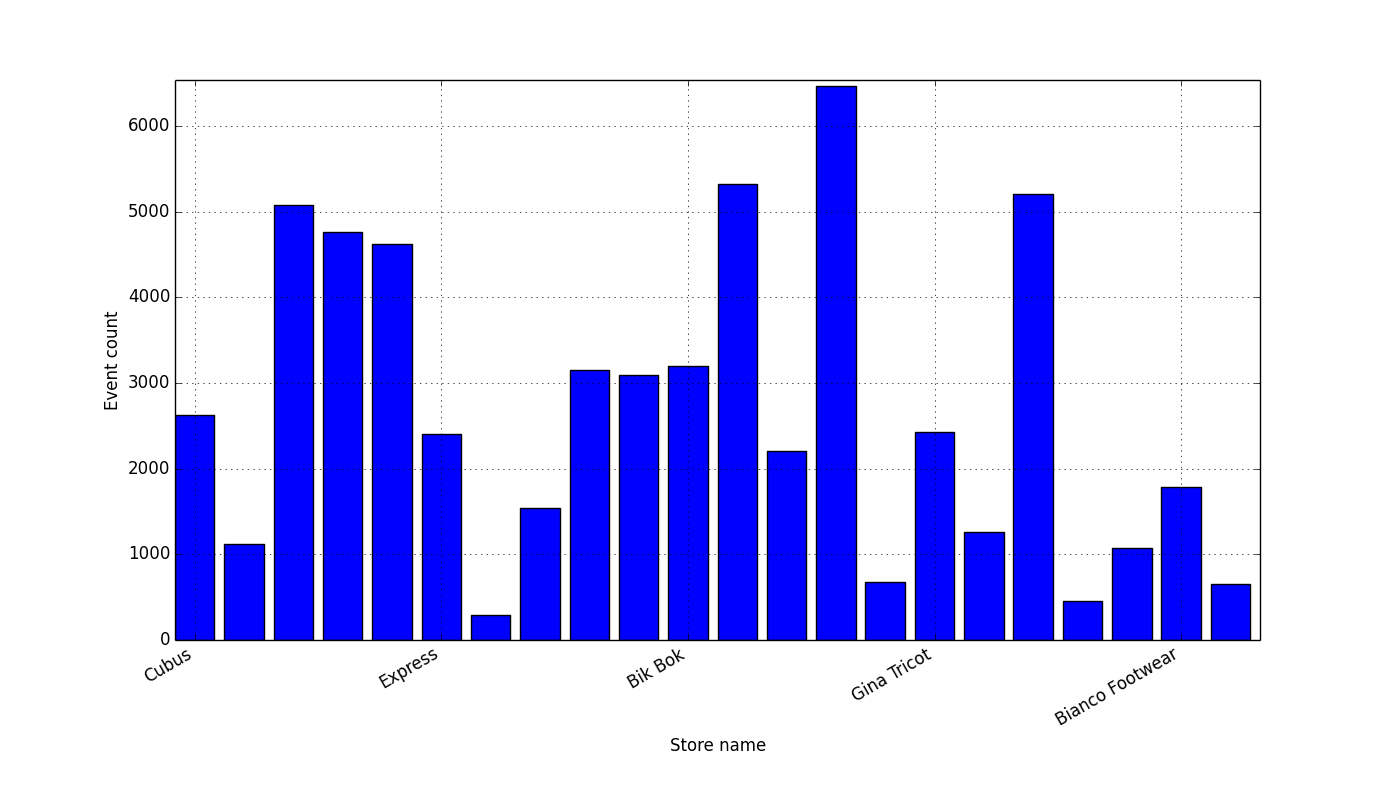 6000
5000
4000
3000
2000
1000
0
Event count
Cubus
Express
Bik Bok
Gina Tricot
Bianco Footwear
Store name